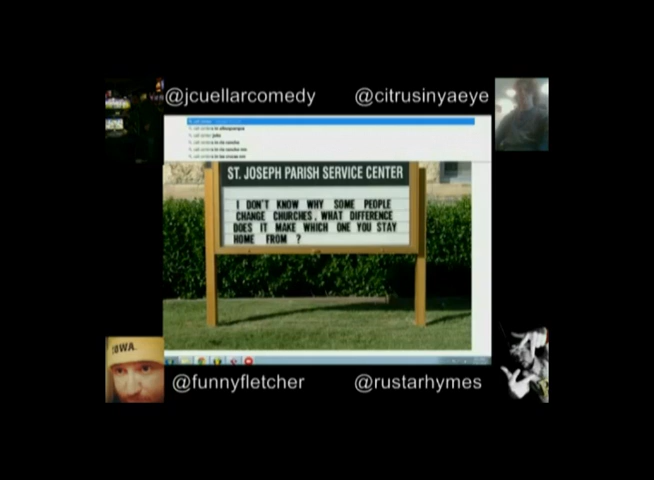 @jcuellarcomedy @citrusinyaeye
ST. JOSEPH PARISH SERVICE CENTER
I DON'T KNOW WHY SOME PEOPLE
CHANGE CHURCHES, WHAT DIFFERENCE
DOES IT MAKE WHICH ONE YOU STAY
HOME FROM ?
IOWA
@funnyfletcher @rustarhymes